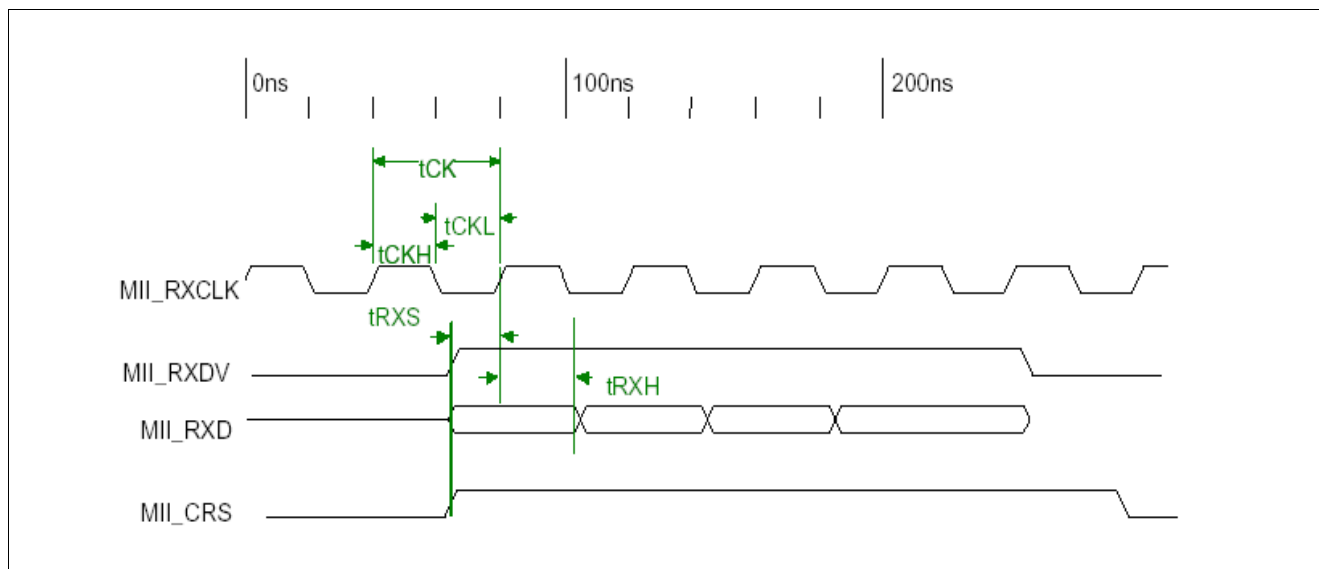 0ns
100ns
200ns
tCK
tCKL
tCKH
MII_RXCLK
tRXS
MII_RXDV
tRXH
MII_RXD
MII_CRS